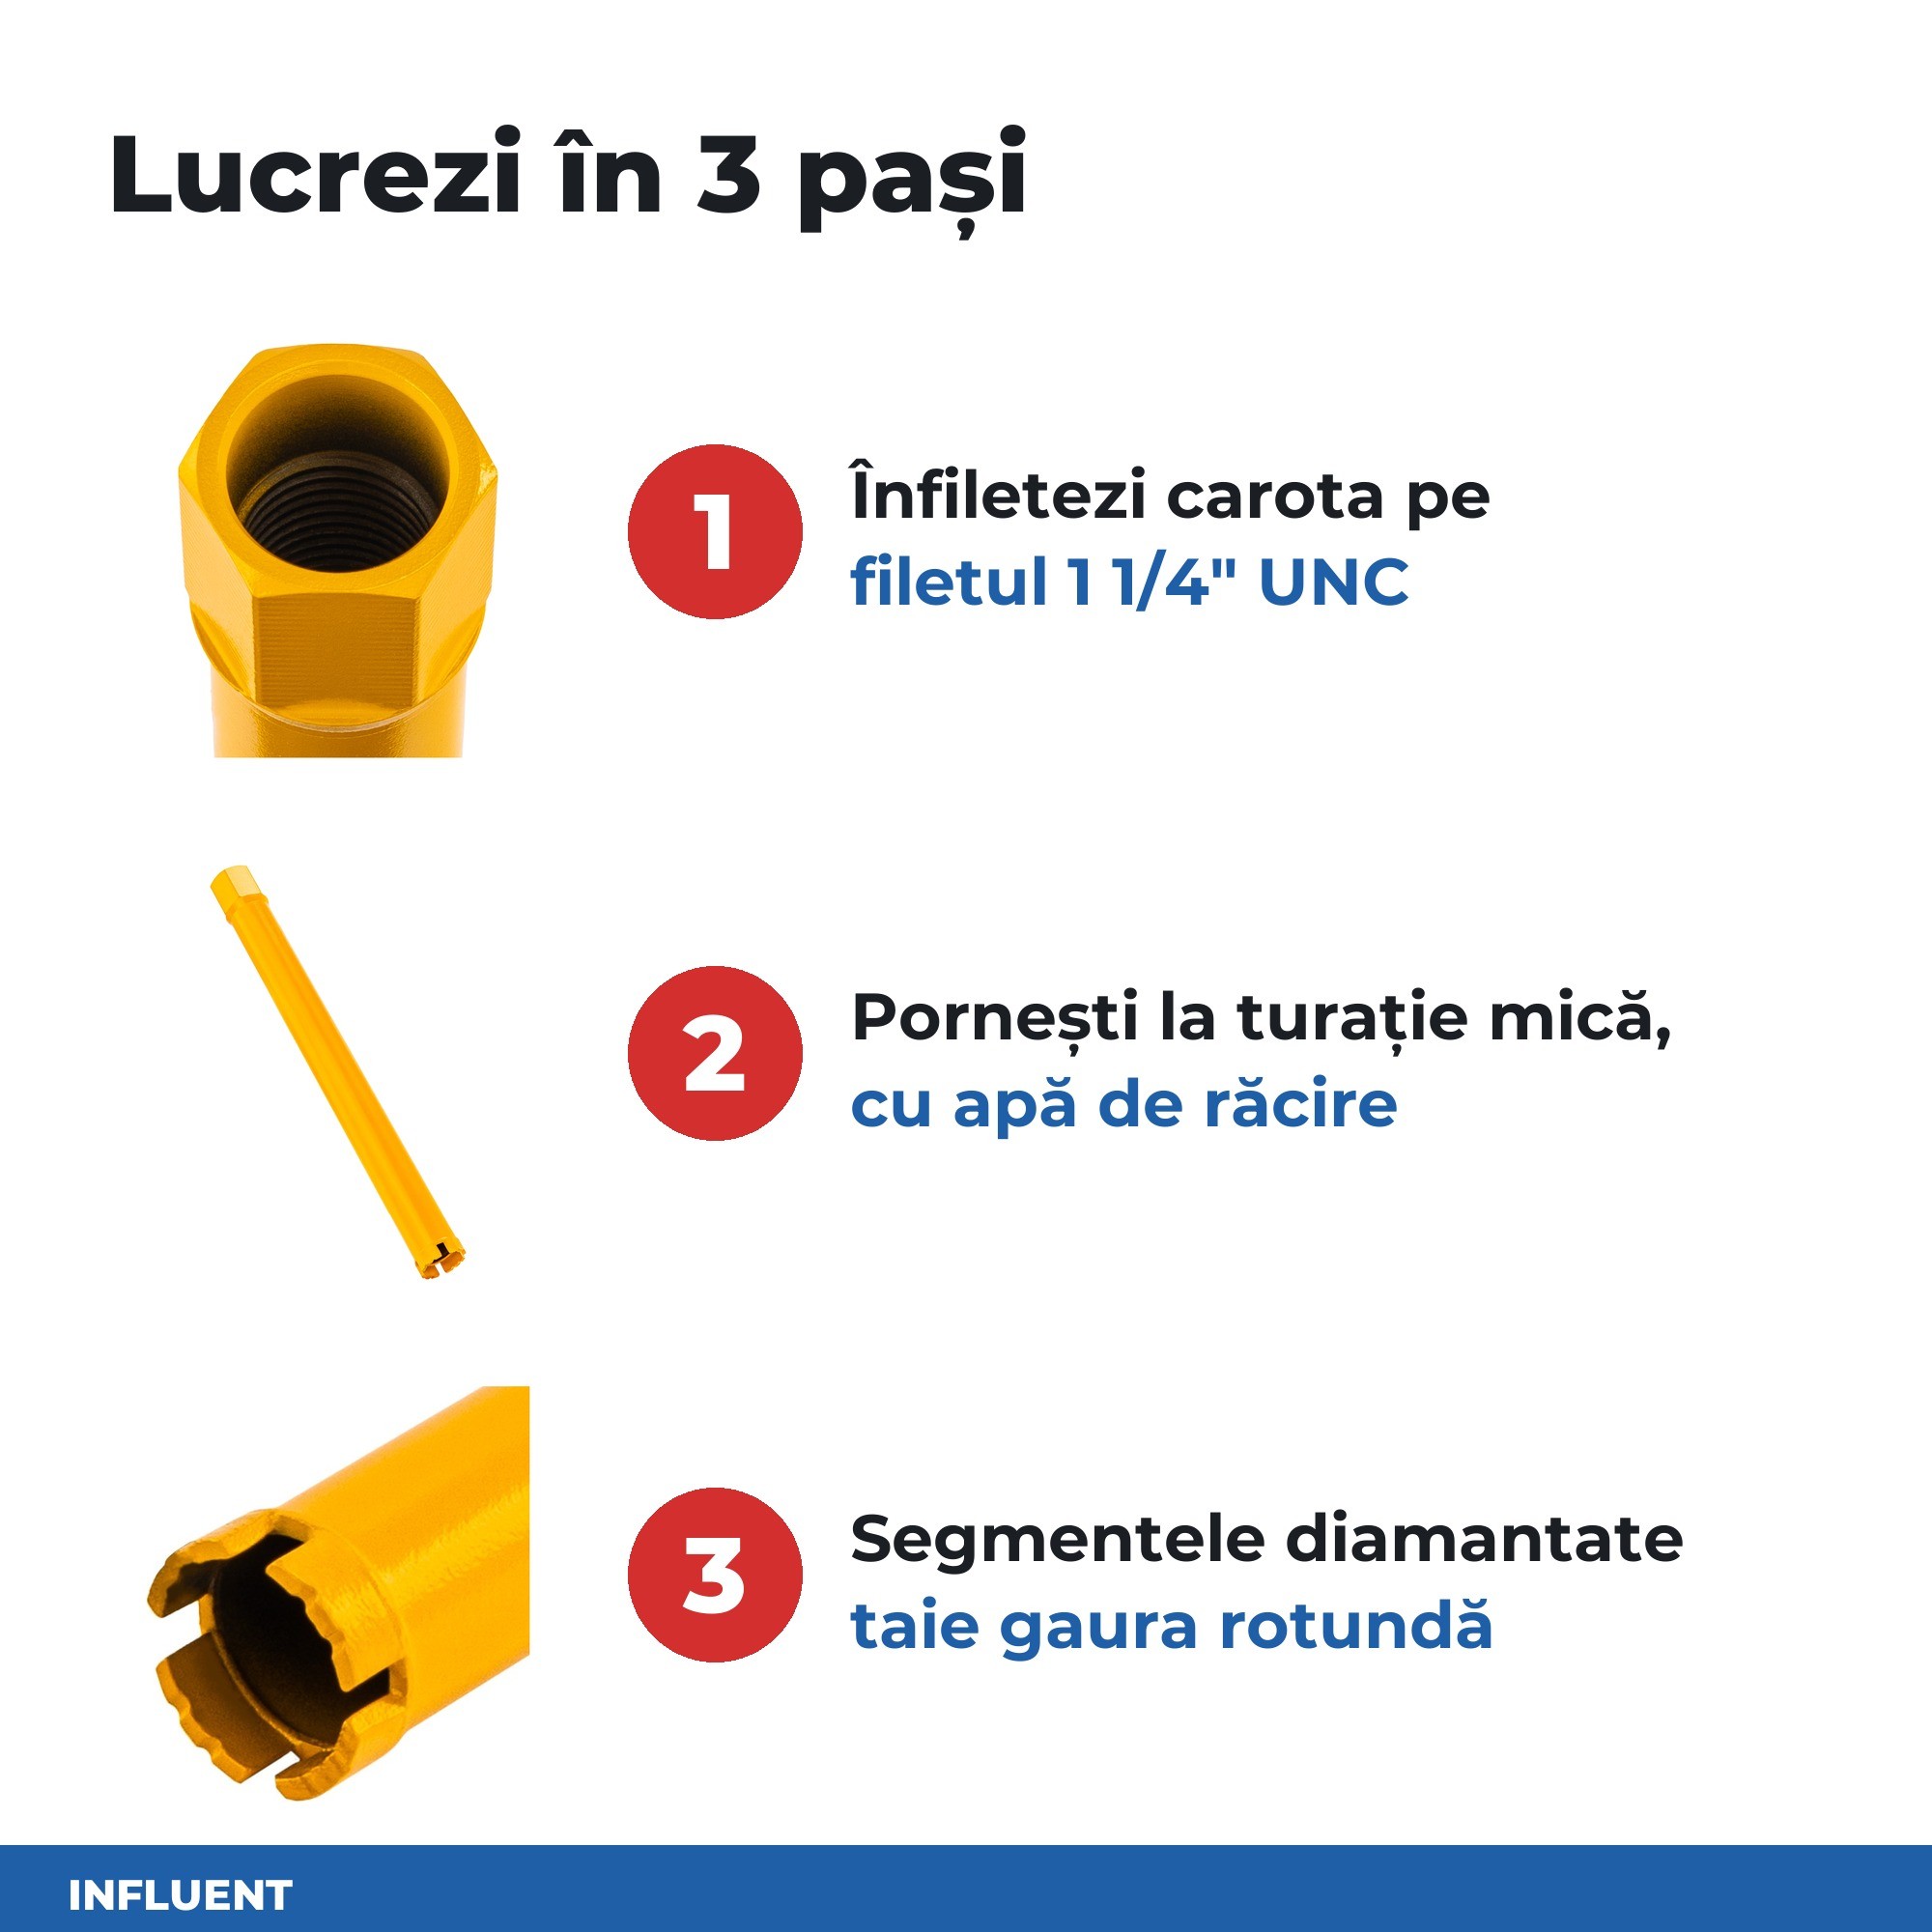 Lucrezi în 3 pași
1
Înfiletezi carota pe
filetul 1 1/4" UNC
2
Pornești la turație mică,
cu apă de răcire
3
Segmentele diamantate
taie gaura rotundă
INFLUENT